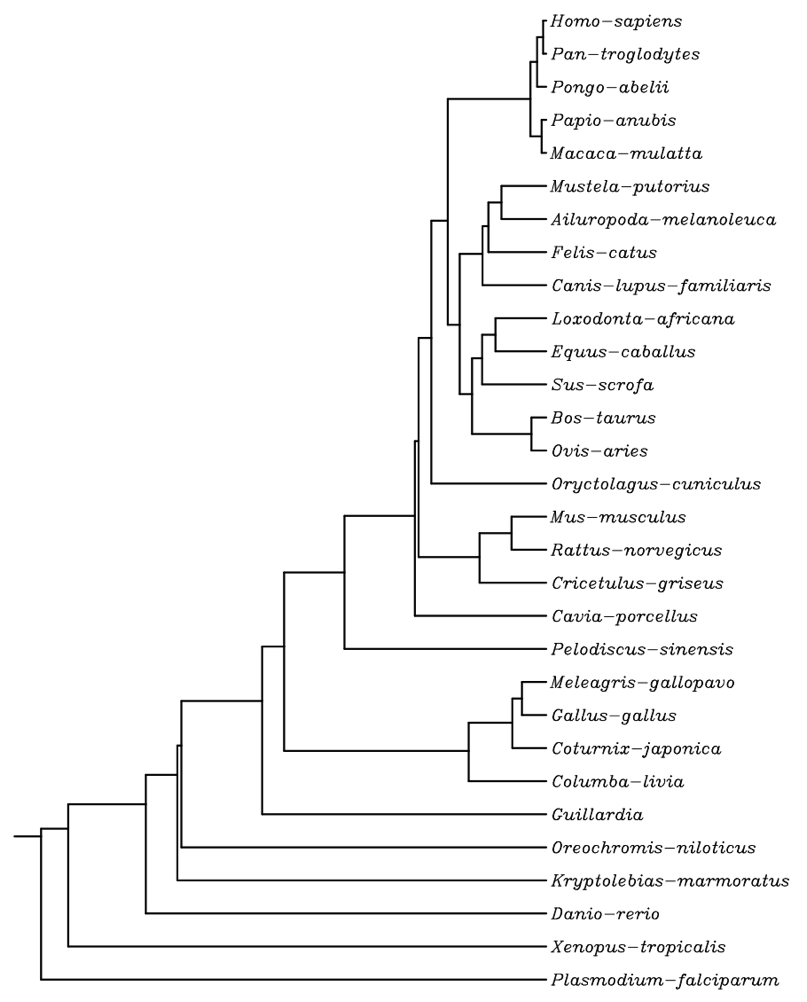 Homo-sapiens
Pan-troglodytes
Pongo-abelii
Papio-anubis
Macaca-mulatta
Mustela-putorius
Ailuropoda-melanoleuca
Felis-catus
Canis-lupus-familiaris
Loxodonta-africana
Equus-caballus
Sus-scrofa
Bos-taurus
Ovis-aries
Oryctolagus-cuniculus
Mus-musculus
Rattus-norvegicus
Cricetulus-griseus
Cavia-porcellus
Pelodiscus-sinensis
Meleagris-gallopavo
Gallus-gallus
Coturnix-japonica
Columba-livia
Guillardia
Oreochromis-niloticus
Kryptolebias-marmoratus
Danio-rerio
Xenopus-tropicalis
Plasmodium-falciparum